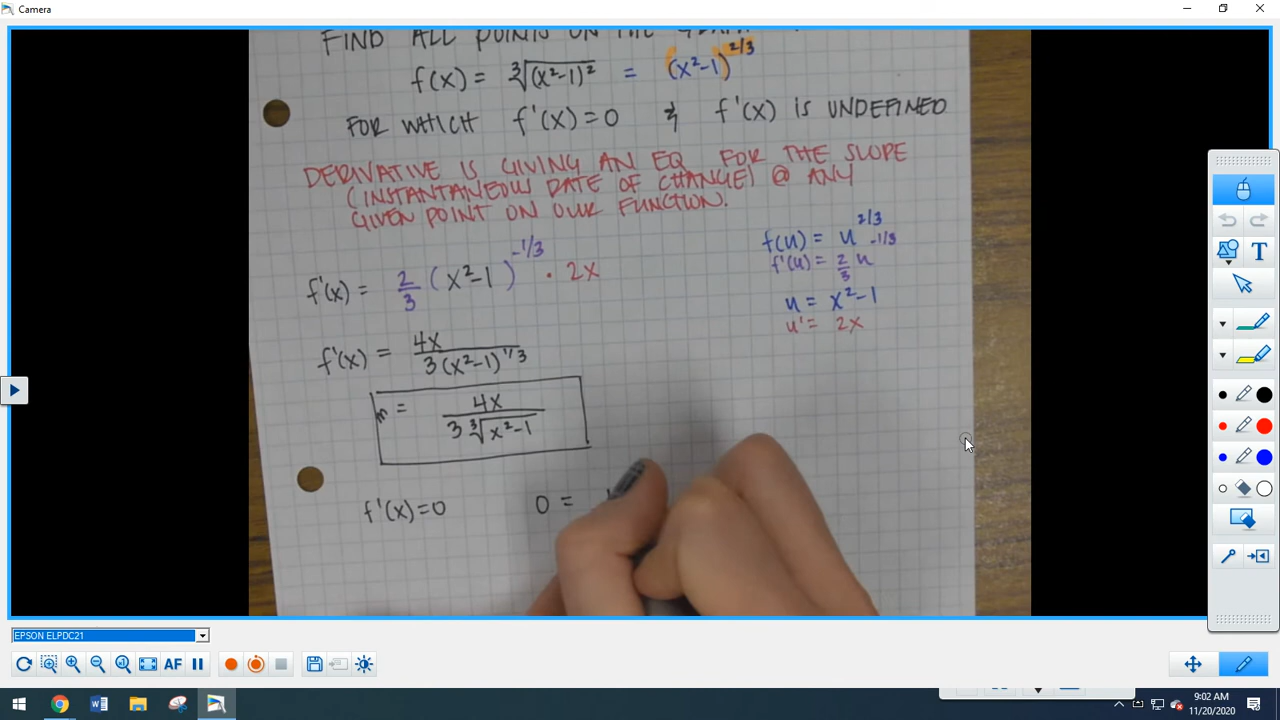 Camera
FIND ALL POINTS ON THE GRAPH
f(x) = ∛(x²-1)² = (x²-1)^2/3
FOR WHICH f'(x)=0 & f'(x) IS UNDEFINED
DERIVATIVE IS GIVING AN EQ FOR THE SLOPE
(INSTANTANEOUS DATE OF CHANGE) @ ANY
GIVEN POINT ON OUR FUNCTION.
f'(x) = 2/3 (x²-1)^-1/3 · 2x
f(u) = u^2/3
f'(u) = 2/3 u^-1/3
u = x²-1
u' = 2x
f'(x) = 4x / 3(x²-1)^1/3
m = 4x / 3∛x²-1
f'(x)=0 0 =
EPSON ELPDC21
AF
T
9:02 AM
11/20/2020